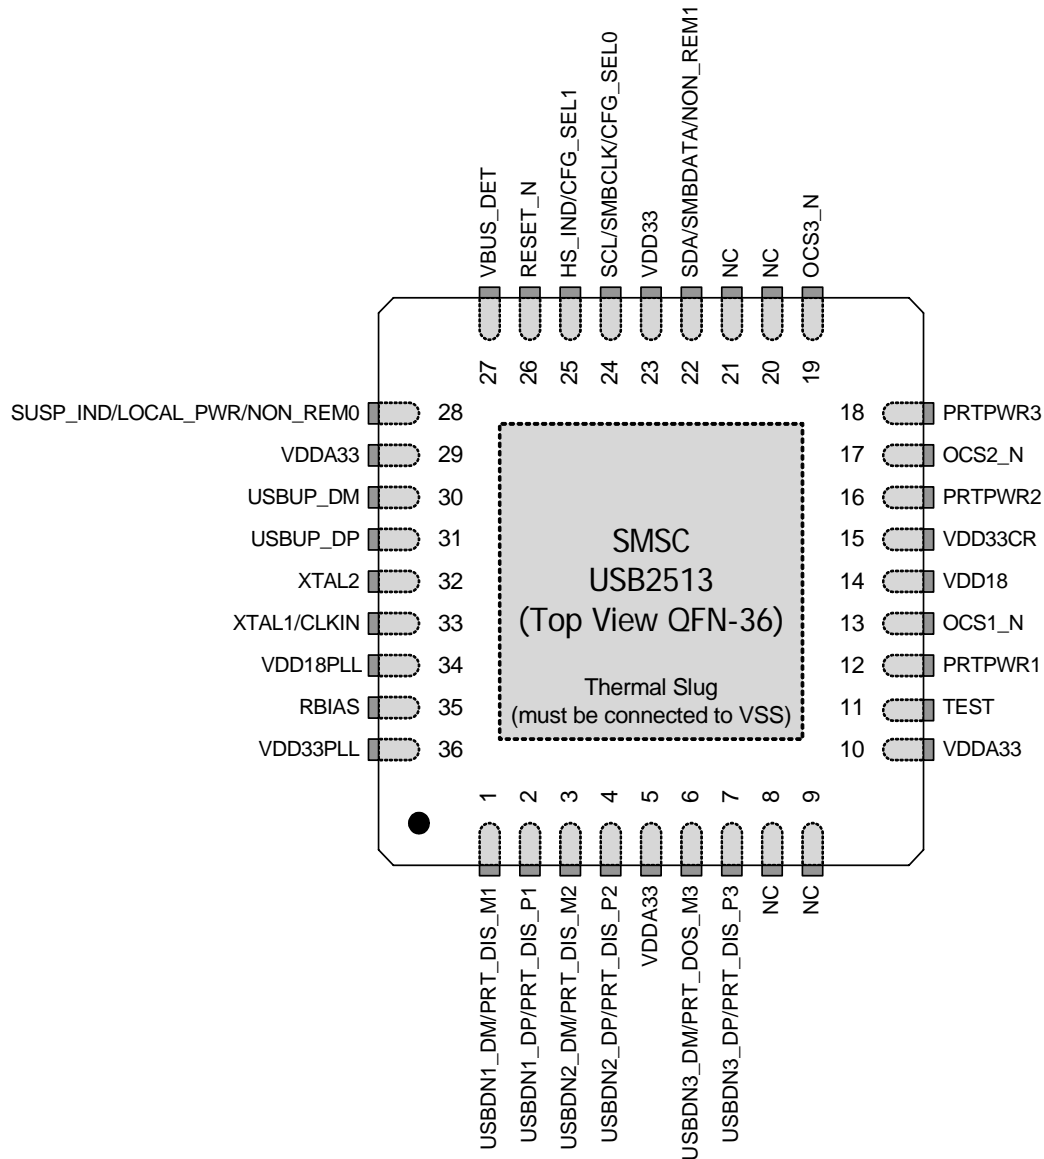 VBUS_DET
RESET_N
HS_IND/CFG_SEL1
SCL/SMBCLK/CFG_SEL0
VDD33
SDA/SMBDATA/NON_REM1
NC
NC
OCS3_N
27
26
25
24
23
22
21
20
19
SUSP_IND/LOCAL_PWR/NON_REM0 28
VDDA33 29
USBUP_DM 30
USBUP_DP 31
XTAL2 32
XTAL1/CLKIN 33
VDD18PLL 34
RBIAS 35
VDD33PLL 36
SMSC
USB2513
(Top View QFN-36)
Thermal Slug
(must be connected to VSS)
18 PRTPWR3
17 OCS2_N
16 PRTPWR2
15 VDD33CR
14 VDD18
13 OCS1_N
12 PRTPWR1
11 TEST
10 VDDA33
1
2
3
4
5
6
7
8
9
USBDN1_DM/PRT_DIS_M1
USBDN1_DP/PRT_DIS_P1
USBDN2_DM/PRT_DIS_M2
USBDN2_DP/PRT_DIS_P2
VDDA33
USBDN3_DM/PRT_DOS_M3
USBDN3_DP/PRT_DIS_P3
NC
NC